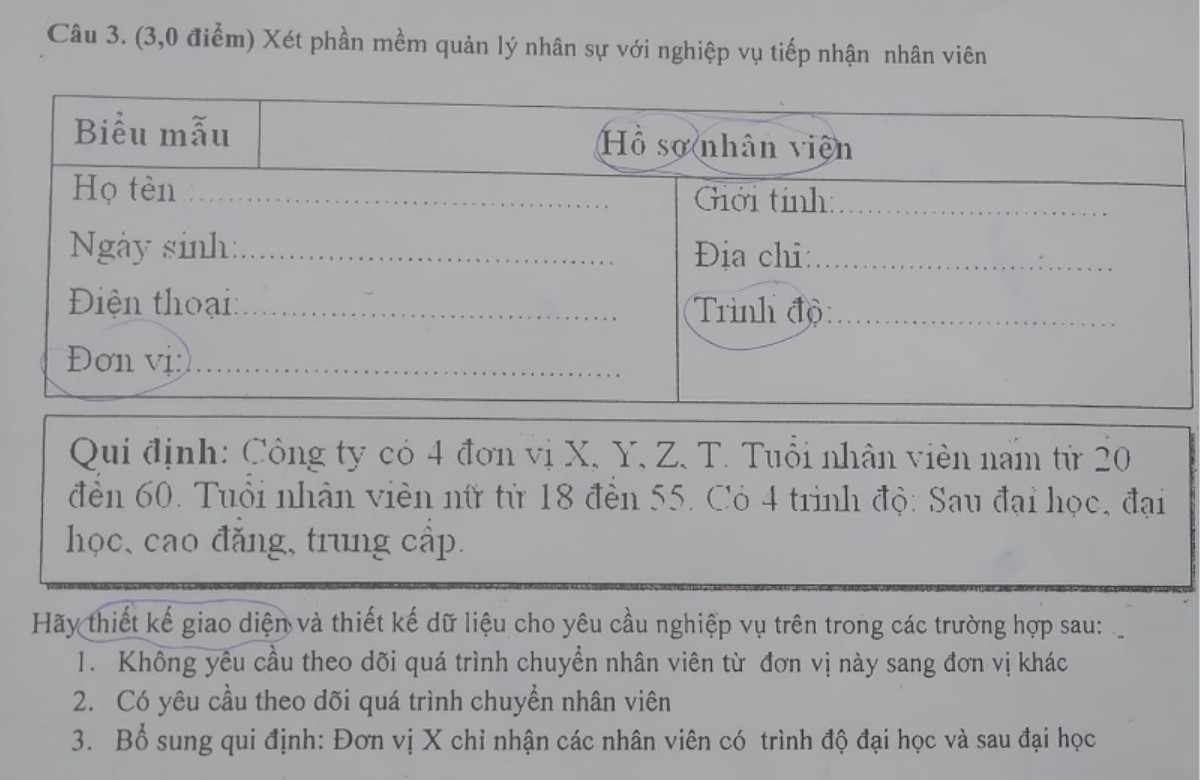 Câu 3. (3,0 điểm) Xét phần mềm quản lý nhân sự với nghiệp vụ tiếp nhận nhân viên
Biểu mẫu
Hồ sơ nhân viên
Họ tên ........................................
Giới tính:..............................
Ngày sinh:........................................
Địa chỉ:..............................
Điện thoại:........................................
Trình độ:..............................
Đơn vị:........................................
Qui định: Công ty có 4 đơn vị X, Y, Z, T. Tuổi nhân viên nam từ 20
đến 60. Tuổi nhân viên nữ từ 18 đến 55. Có 4 trình độ: Sau đại học, đại
học, cao đẳng, trung cấp.
Hãy thiết kế giao diện và thiết kế dữ liệu cho yêu cầu nghiệp vụ trên trong các trường hợp sau:
1. Không yêu cầu theo dõi quá trình chuyển nhân viên từ đơn vị này sang đơn vị khác
2. Có yêu cầu theo dõi quá trình chuyển nhân viên
3. Bổ sung qui định: Đơn vị X chỉ nhận các nhân viên có trình độ đại học và sau đại học